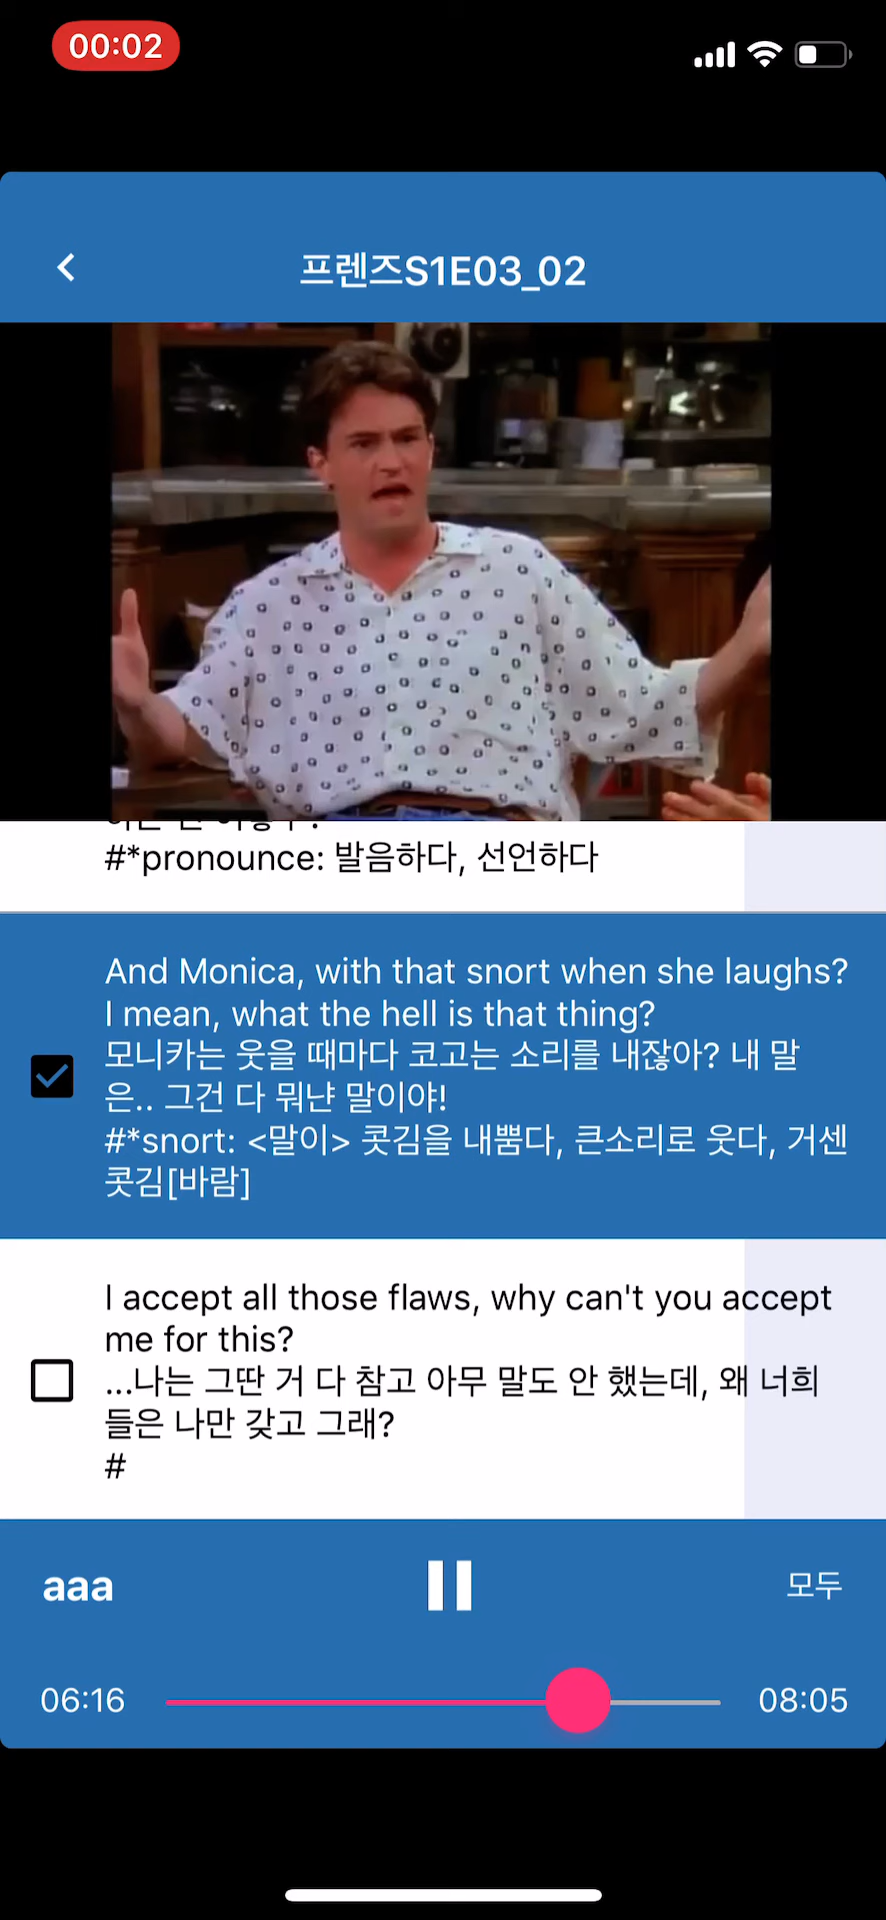 00:02
프렌즈S1E03_02
#*pronounce: 발음하다, 선언하다
And Monica, with that snort when she laughs?
I mean, what the hell is that thing?
모니카는 웃을 때마다 코고는 소리를 내잖아? 내 말
은.. 그건 다 뭐냔 말이야!
#*snort: <말이> 콧김을 내뿜다, 큰소리로 웃다, 거센
콧김[바람]
I accept all those flaws, why can't you accept
me for this?
...나는 그딴 거 다 참고 아무 말도 안 했는데, 왜 너희
들은 나만 갖고 그래?
#
aaa
모두
06:16
08:05